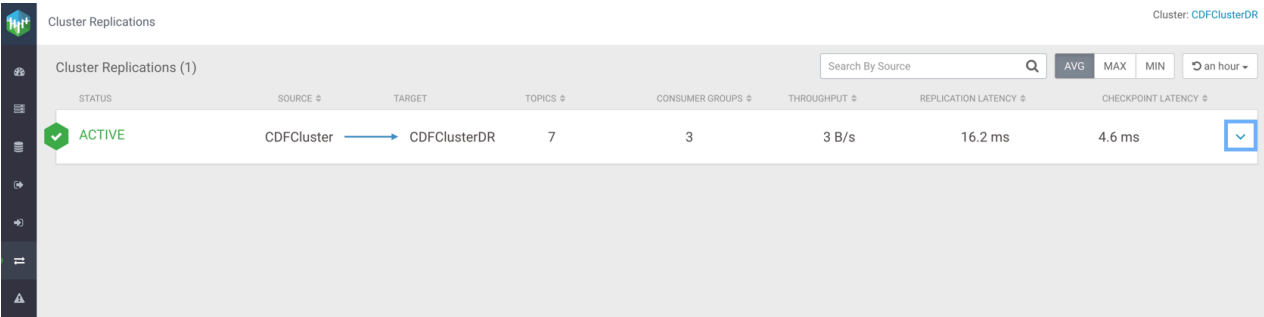 Cluster Replications
Cluster: CDFClusterDR
Cluster Replications (1)
Search By Source
AVG MAX MIN
an hour
STATUS SOURCE TARGET TOPICS CONSUMER GROUPS THROUGHPUT REPLICATION LATENCY CHECKPOINT LATENCY
ACTIVE CDFCluster CDFClusterDR 7 3 3 B/s 16.2 ms 4.6 ms